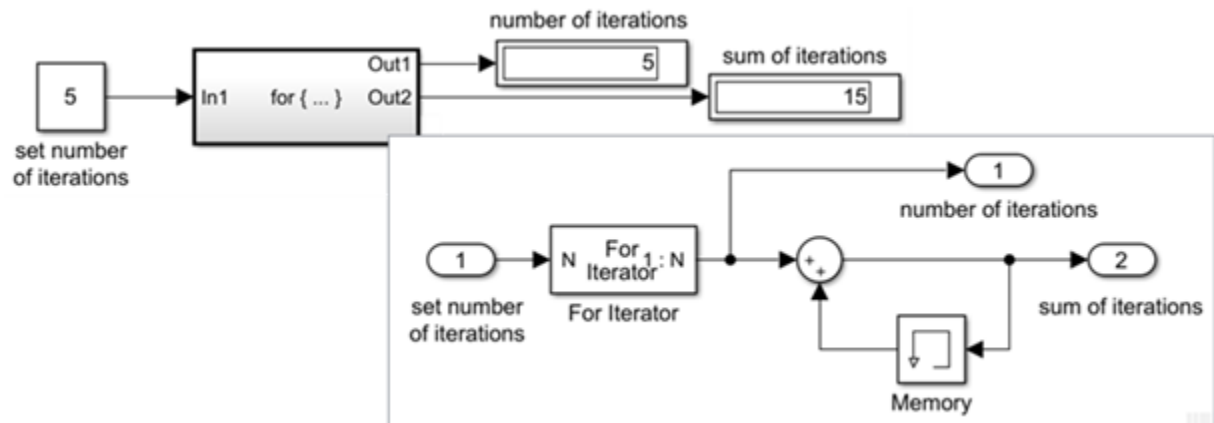 number of iterations
5
sum of iterations
15
5
In1
for { ... }
Out1
Out2
set number
of iterations
1
number of iterations
1
set number
of iterations
N
For
Iterator
1 : N
For Iterator
+
+
2
sum of iterations
Memory